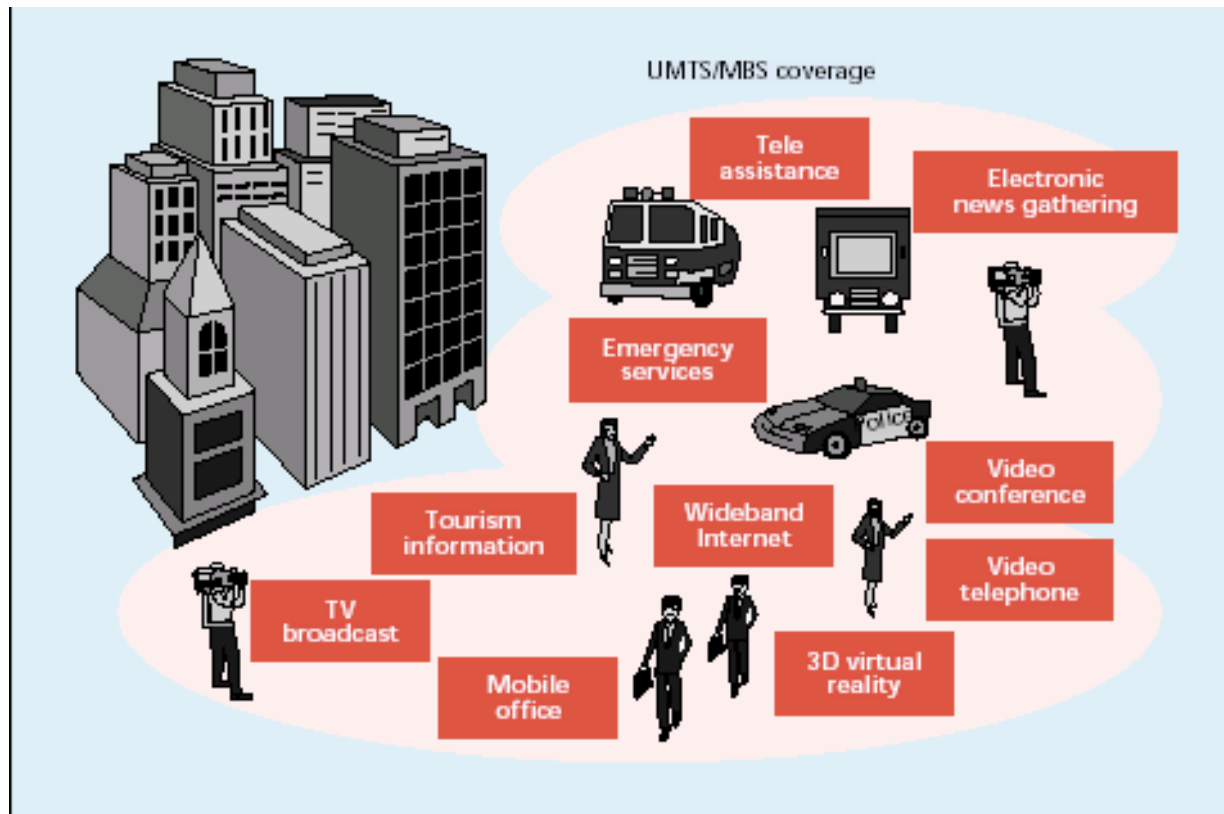 UMTS/MBS coverage
Tele
assistance
Electronic
news gathering
Emergency
services
Police
Video
conference
Tourism
information
Wideband
Internet
Video
telephone
TV
broadcast
3D virtual
reality
Mobile
office